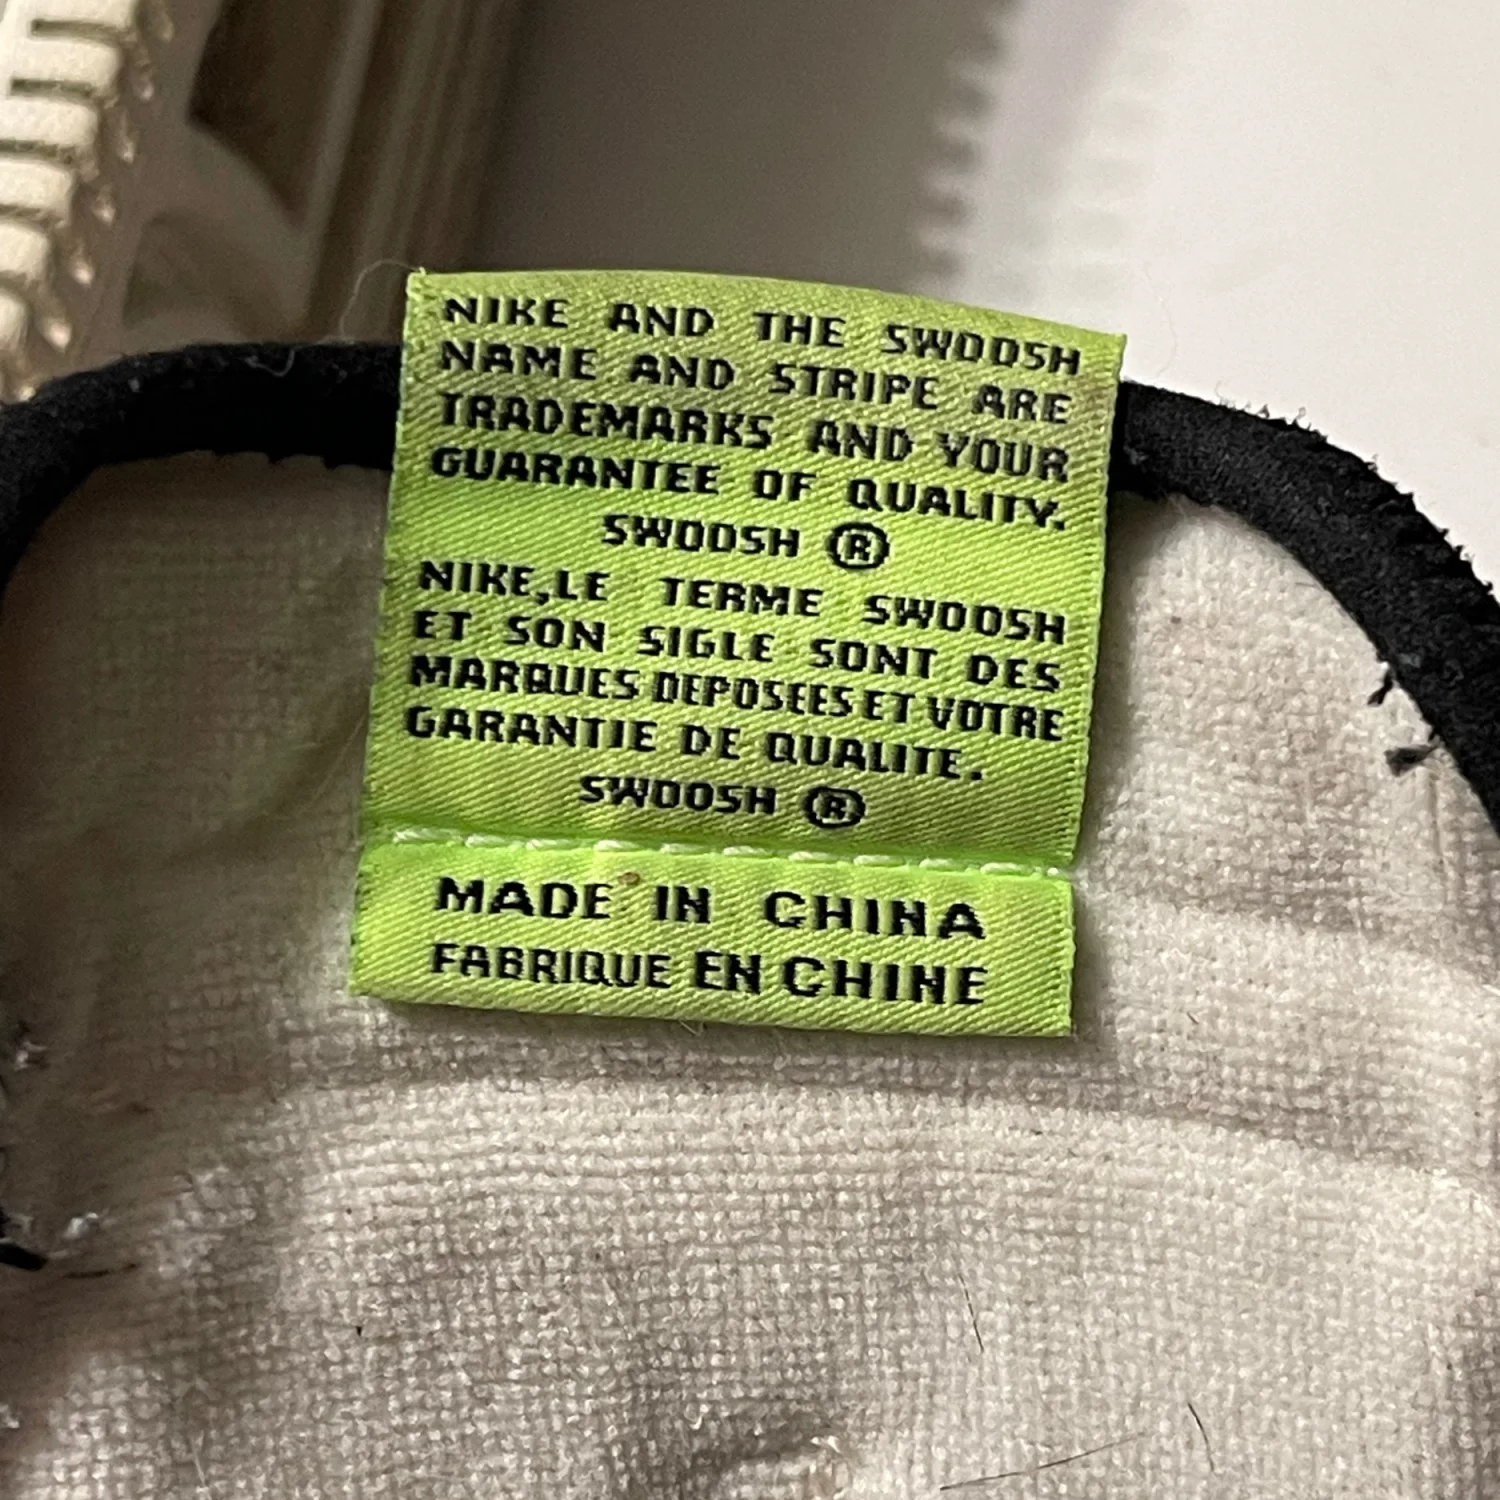 NIKE AND THE SWOOSH
NAME AND STRIPE ARE
TRADEMARKS AND YOUR
GUARANTEE OF QUALITY.
SWOOSH ®
NIKE,LE TERME SWOOSH
ET SON SIGLE SONT DES
MARQUES DEPOSEES ET VOTRE
GARANTIE DE QUALITE.
SWOOSH ®
MADE IN CHINA
FABRIQUE EN CHINE